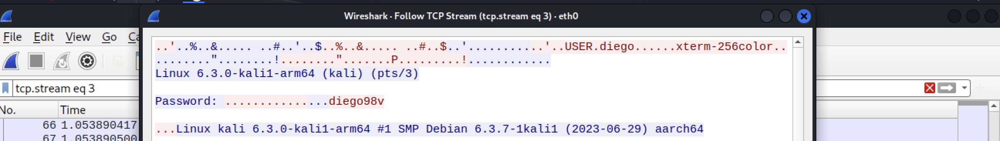 Wireshark · Follow TCP Stream (tcp.stream eq 3) · eth0
File Edit View Go Ca
tcp.stream eq 3
No. Time
66 1.053890417
67 1.053890500
..'..%..&..... ..#..'..$..%..&..... ..#..$..'...........'..USER.diego......xterm-256color..
........"........!........".......P.........!............
Linux 6.3.0-kali1-arm64 (kali) (pts/3)
Password: ...............diego98v
...Linux kali 6.3.0-kali1-arm64 #1 SMP Debian 6.3.7-1kali1 (2023-06-29) aarch64